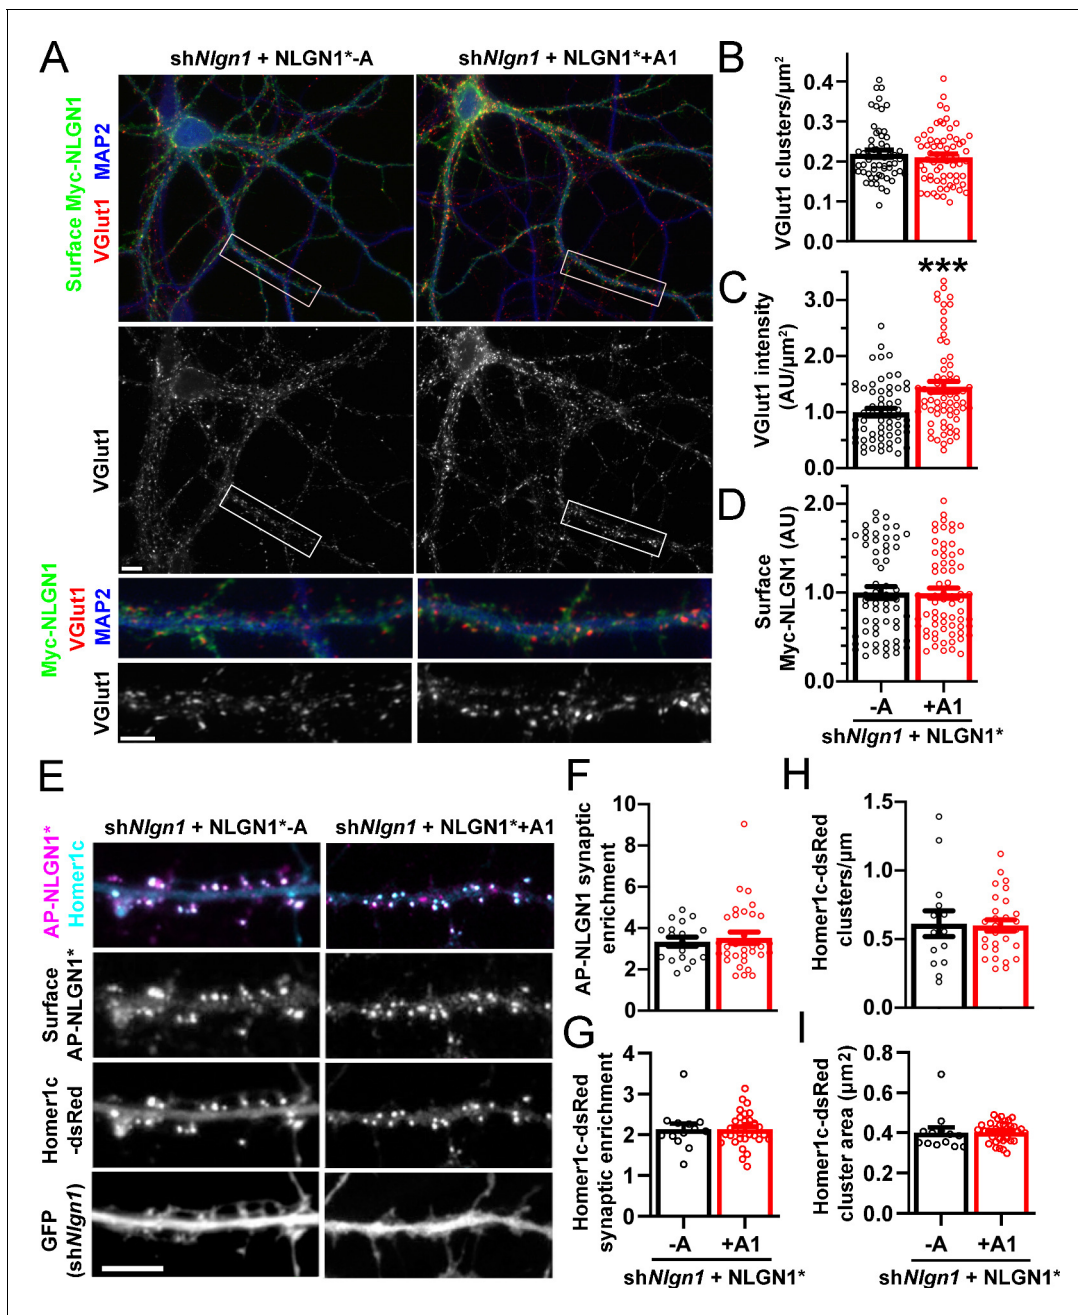 A
shNlgn1 + NLGN1*-A
shNlgn1 + NLGN1*+A1
Surface Myc-NLGN1
VGlut1 MAP2
VGlut1
Myc-NLGN1
VGlut1
MAP2
VGlut1
B
VGlut1 clusters/µm²
0.4
0.3
0.2
0.1
0.0
C
VGlut1 intensity
(AU/µm²)
***
3.0
2.0
1.0
0.0
D
Surface
Myc-NLGN1 (AU)
2.0
1.0
0.0
-A
+A1
shNlgn1 + NLGN1*
E
shNlgn1 + NLGN1*-A
shNlgn1 + NLGN1*+A1
AP-NLGN1*
Homer1c
Surface
AP-NLGN1*
Homer1c
-dsRed
GFP
(shNlgn1)
F
AP-NLGN1 synaptic
enrichment
10
8
6
4
2
0
G
Homer1c-dsRed
synaptic enrichment
4
3
2
1
0
-A
+A1
shNlgn1 + NLGN1*
H
Homer1c-dsRed
clusters/µm
1.5
1.0
0.5
0.0
I
Homer1c-dsRed
cluster area (µm²)
0.8
0.6
0.4
0.2
0.0
-A
+A1
shNlgn1 + NLGN1*